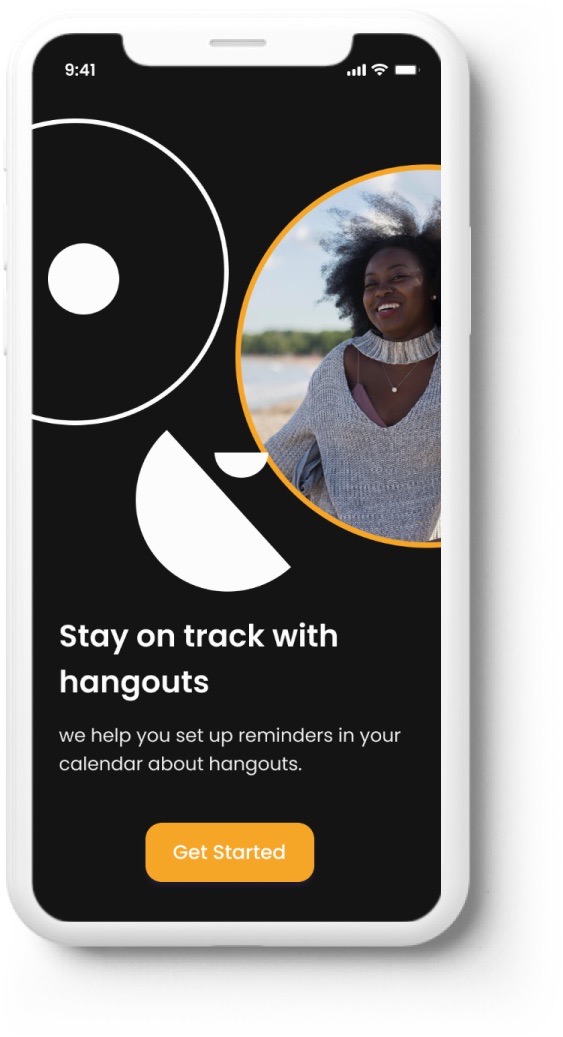 9:41
Stay on track with
hangouts
we help you set up reminders in your
calendar about hangouts.
Get Started